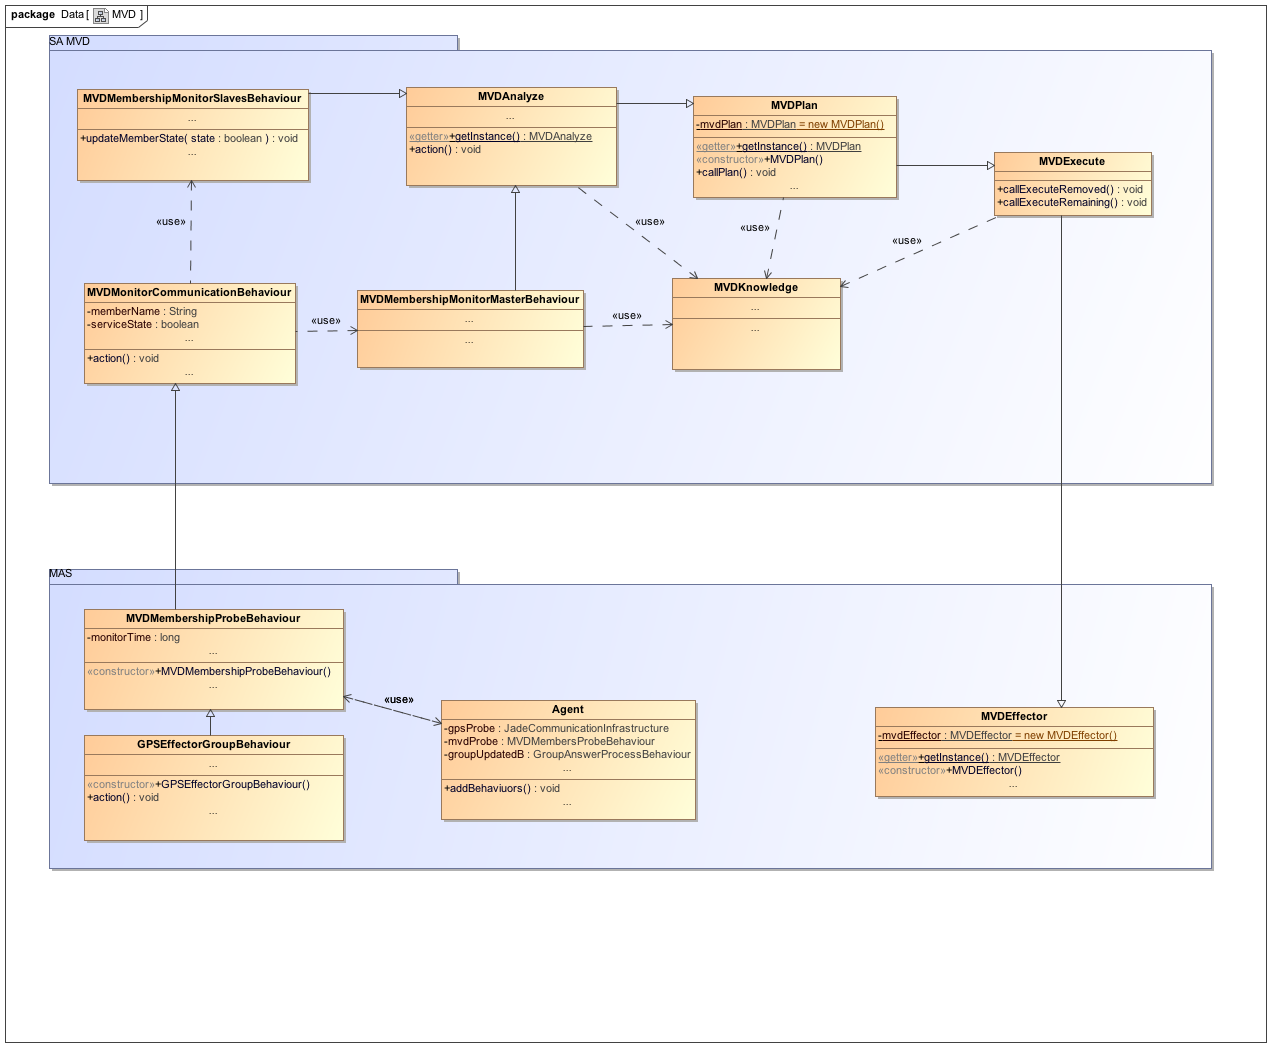 package Data [ MVD ]
SA MVD
MVDMembershipMonitorSlavesBehaviour
...
+updateMemberState( state : boolean ) : void
...
MVDAnalyze
...
«getter»+getInstance() : MVDAnalyze
+action() : void
MVDPlan
-mvdPlan : MVDPlan = new MVDPlan()
«getter»+getInstance() : MVDPlan
«constructor»+MVDPlan()
+callPlan() : void
...
MVDExecute
+callExecuteRemoved() : void
+callExecuteRemaining() : void
«use»
«use»
«use»
«use»
MVDMonitorCommunicationBehaviour
-memberName : String
-serviceState : boolean
...
+action() : void
...
«use»
MVDMembershipMonitorMasterBehaviour
...
...
«use»
MVDKnowledge
...
...
MAS
MVDMembershipProbeBehaviour
-monitorTime : long
...
«constructor»+MVDMembershipProbeBehaviour()
...
«use»
GPSEffectorGroupBehaviour
...
«constructor»+GPSEffectorGroupBehaviour()
+action() : void
...
Agent
-gpsProbe : JadeCommunicationInfrastructure
-mvdProbe : MVDMembersProbeBehaviour
-groupUpdatedB : GroupAnswerProcessBehaviour
...
+addBehaviuors() : void
...
MVDEffector
-mvdEffector : MVDEffector = new MVDEffector()
«getter»+getInstance() : MVDEffector
«constructor»+MVDEffector()
...